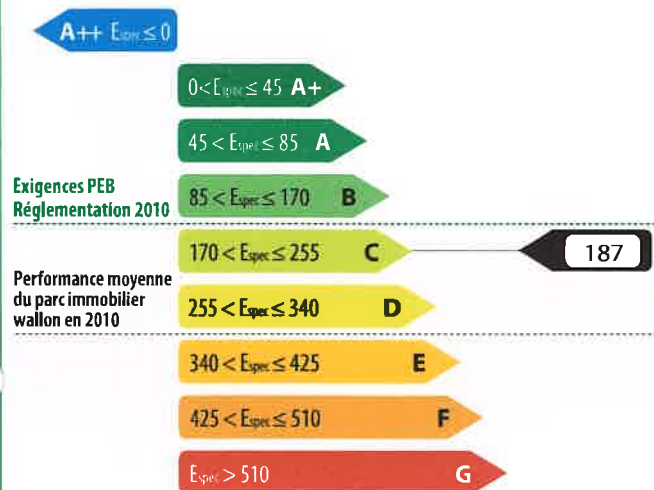 A++ Espec ≤ 0
0 < Espec ≤ 45 A+
45 < Espec ≤ 85 A
Exigences PEB
Réglementation 2010
85 < Espec ≤ 170 B
170 < Espec ≤ 255 C
187
Performance moyenne
du parc immobilier
wallon en 2010
255 < Espec ≤ 340 D
340 < Espec ≤ 425 E
425 < Espec ≤ 510 F
Espec > 510 G